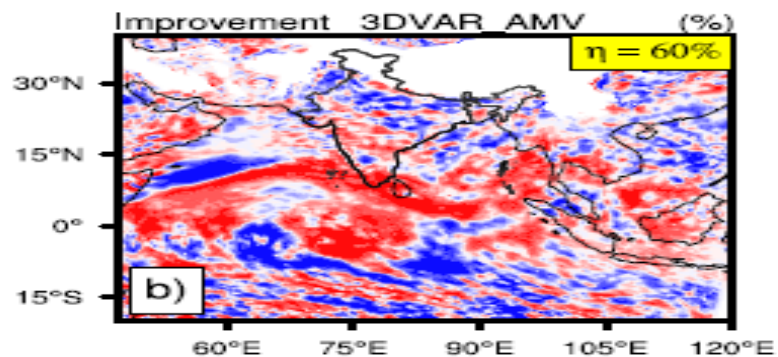 Improvement 3DVAR_AMV (%)
η = 60%
30°N
15°N
0°
15°S
b)
60°E 75°E 90°E 105°E 120°E